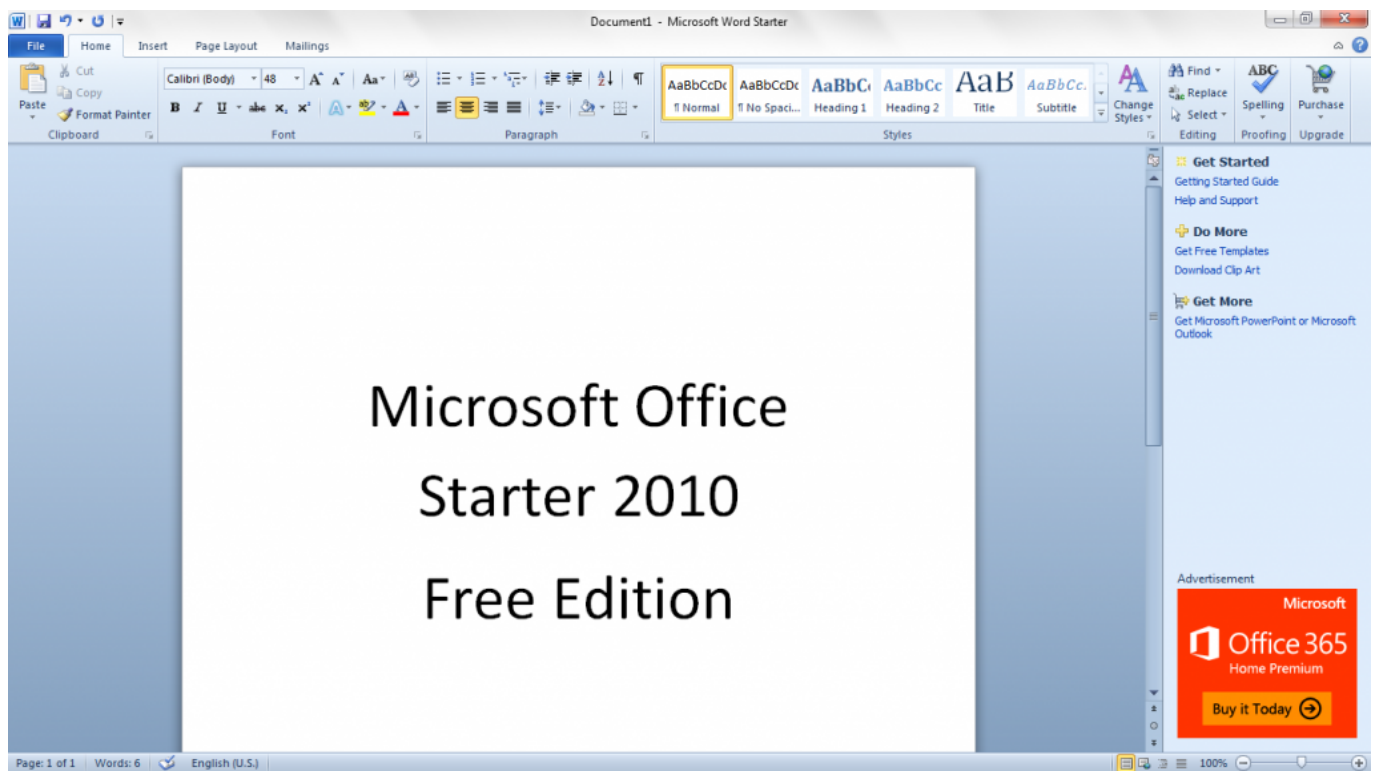 Document1 - Microsoft Word Starter
File Home Insert Page Layout Mailings
Paste
Cut
Copy
Format Painter
Clipboard
Calibri (Body) 48
Font
Paragraph
AaBbCcDc AaBbCcDc AaBbC AaBbCc AaB AaBbCc.
¶ Normal ¶ No Spaci... Heading 1 Heading 2 Title Subtitle
Change
Styles
Styles
Find
Replace
Select
Editing
ABC
Spelling
Proofing
Purchase
Upgrade
Microsoft Office
Starter 2010
Free Edition
Get Started
Getting Started Guide
Help and Support
Do More
Get Free Templates
Download Clip Art
Get More
Get Microsoft PowerPoint or Microsoft
Outlook
Advertisement
Microsoft
Office 365
Home Premium
Buy it Today
Page: 1 of 1 Words: 6 English (U.S.) 100%